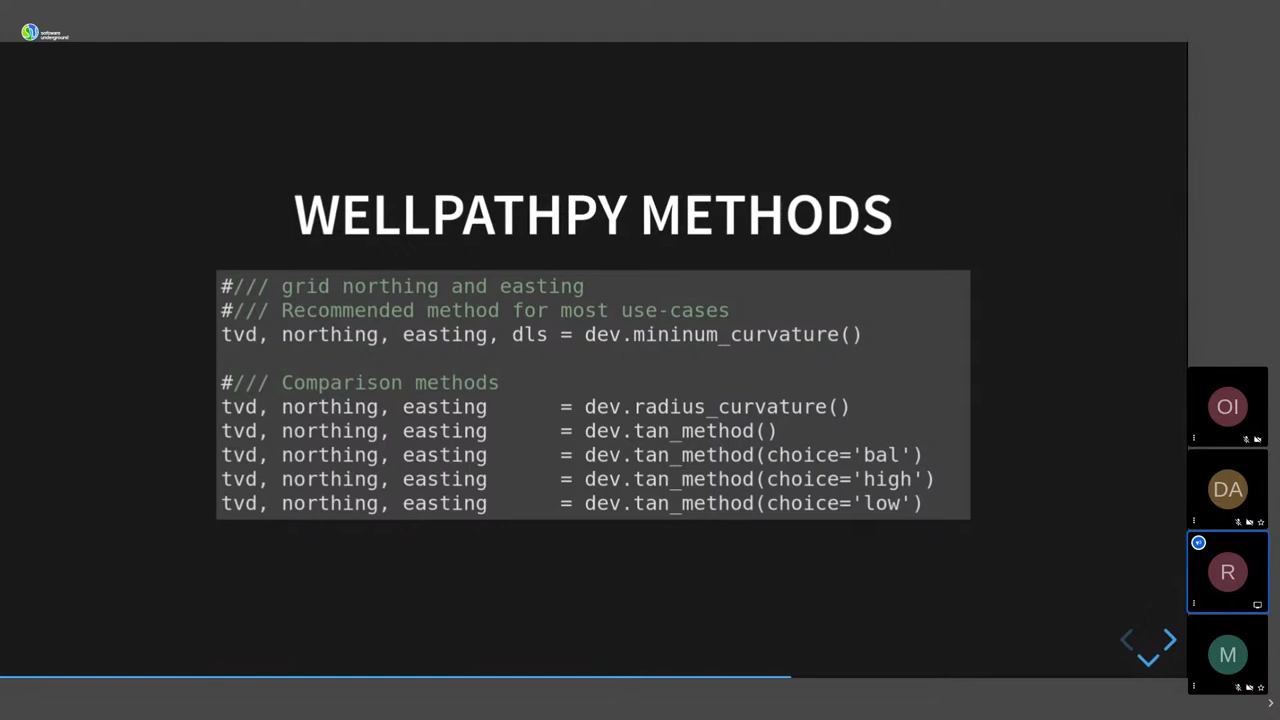 software
underground
WELLPATHPY METHODS
#/// grid northing and easting
#/// Recommended method for most use-cases
tvd, northing, easting, dls = dev.mininum_curvature()
#/// Comparison methods
tvd, northing, easting = dev.radius_curvature()
tvd, northing, easting = dev.tan_method()
tvd, northing, easting = dev.tan_method(choice='bal')
tvd, northing, easting = dev.tan_method(choice='high')
tvd, northing, easting = dev.tan_method(choice='low')
OI
DA
R
M